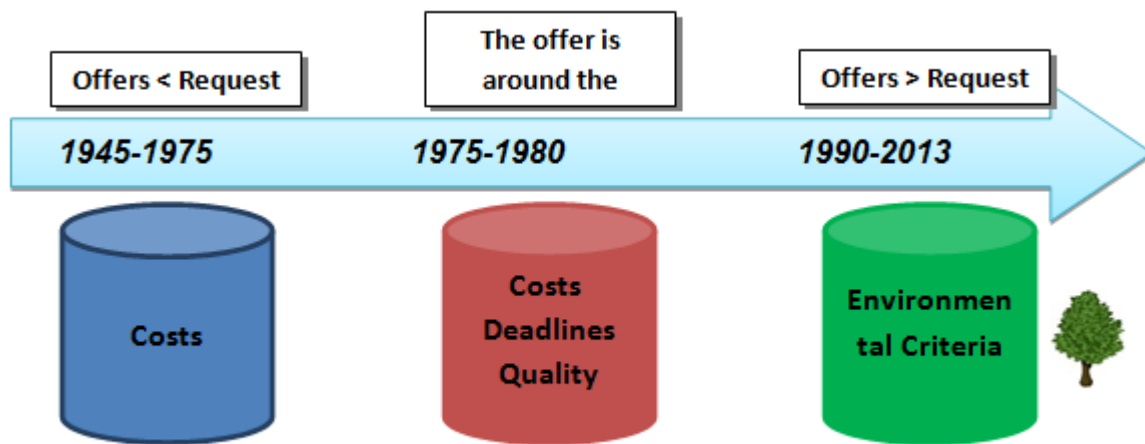 Offers < Request
The offer is
around the
Offers > Request
1945-1975
1975-1980
1990-2013
Costs
Costs
Deadlines
Quality
Environmen
tal Criteria